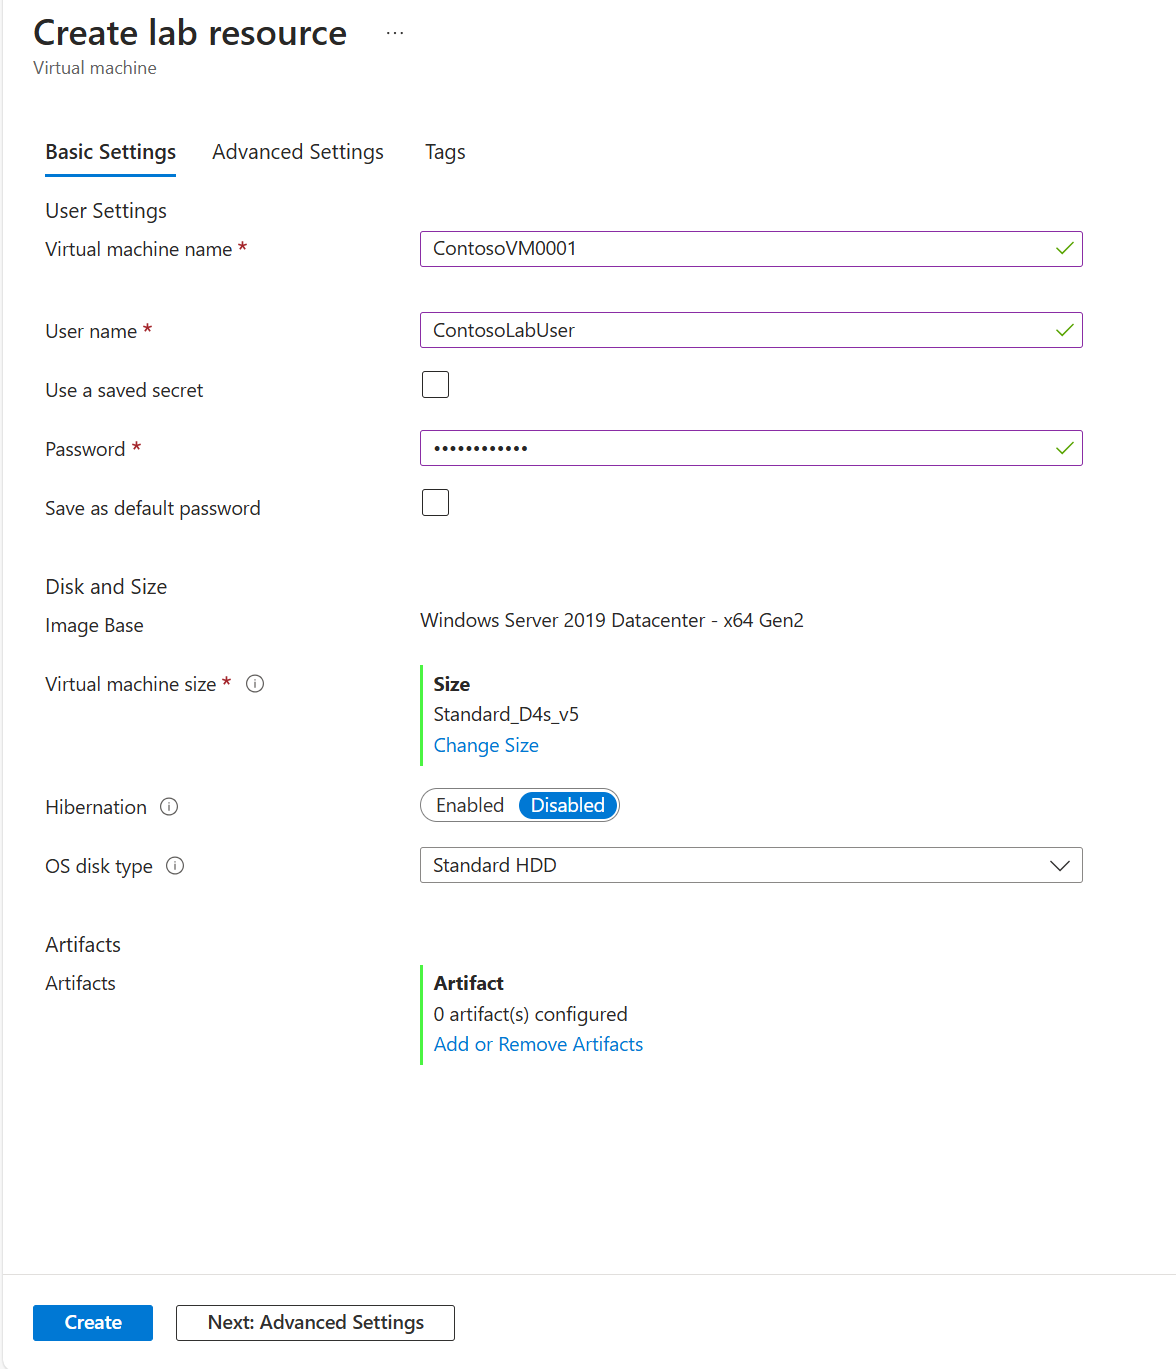 Create lab resource ...
Virtual machine
Basic Settings Advanced Settings Tags
User Settings
Virtual machine name * ContosoVM0001
User name * ContosoLabUser
Use a saved secret
Password * ••••••••••••
Save as default password
Disk and Size
Image Base Windows Server 2019 Datacenter - x64 Gen2
Virtual machine size * Size
Standard_D4s_v5
Change Size
Hibernation Enabled Disabled
OS disk type Standard HDD
Artifacts
Artifacts Artifact
0 artifact(s) configured
Add or Remove Artifacts
Create Next: Advanced Settings